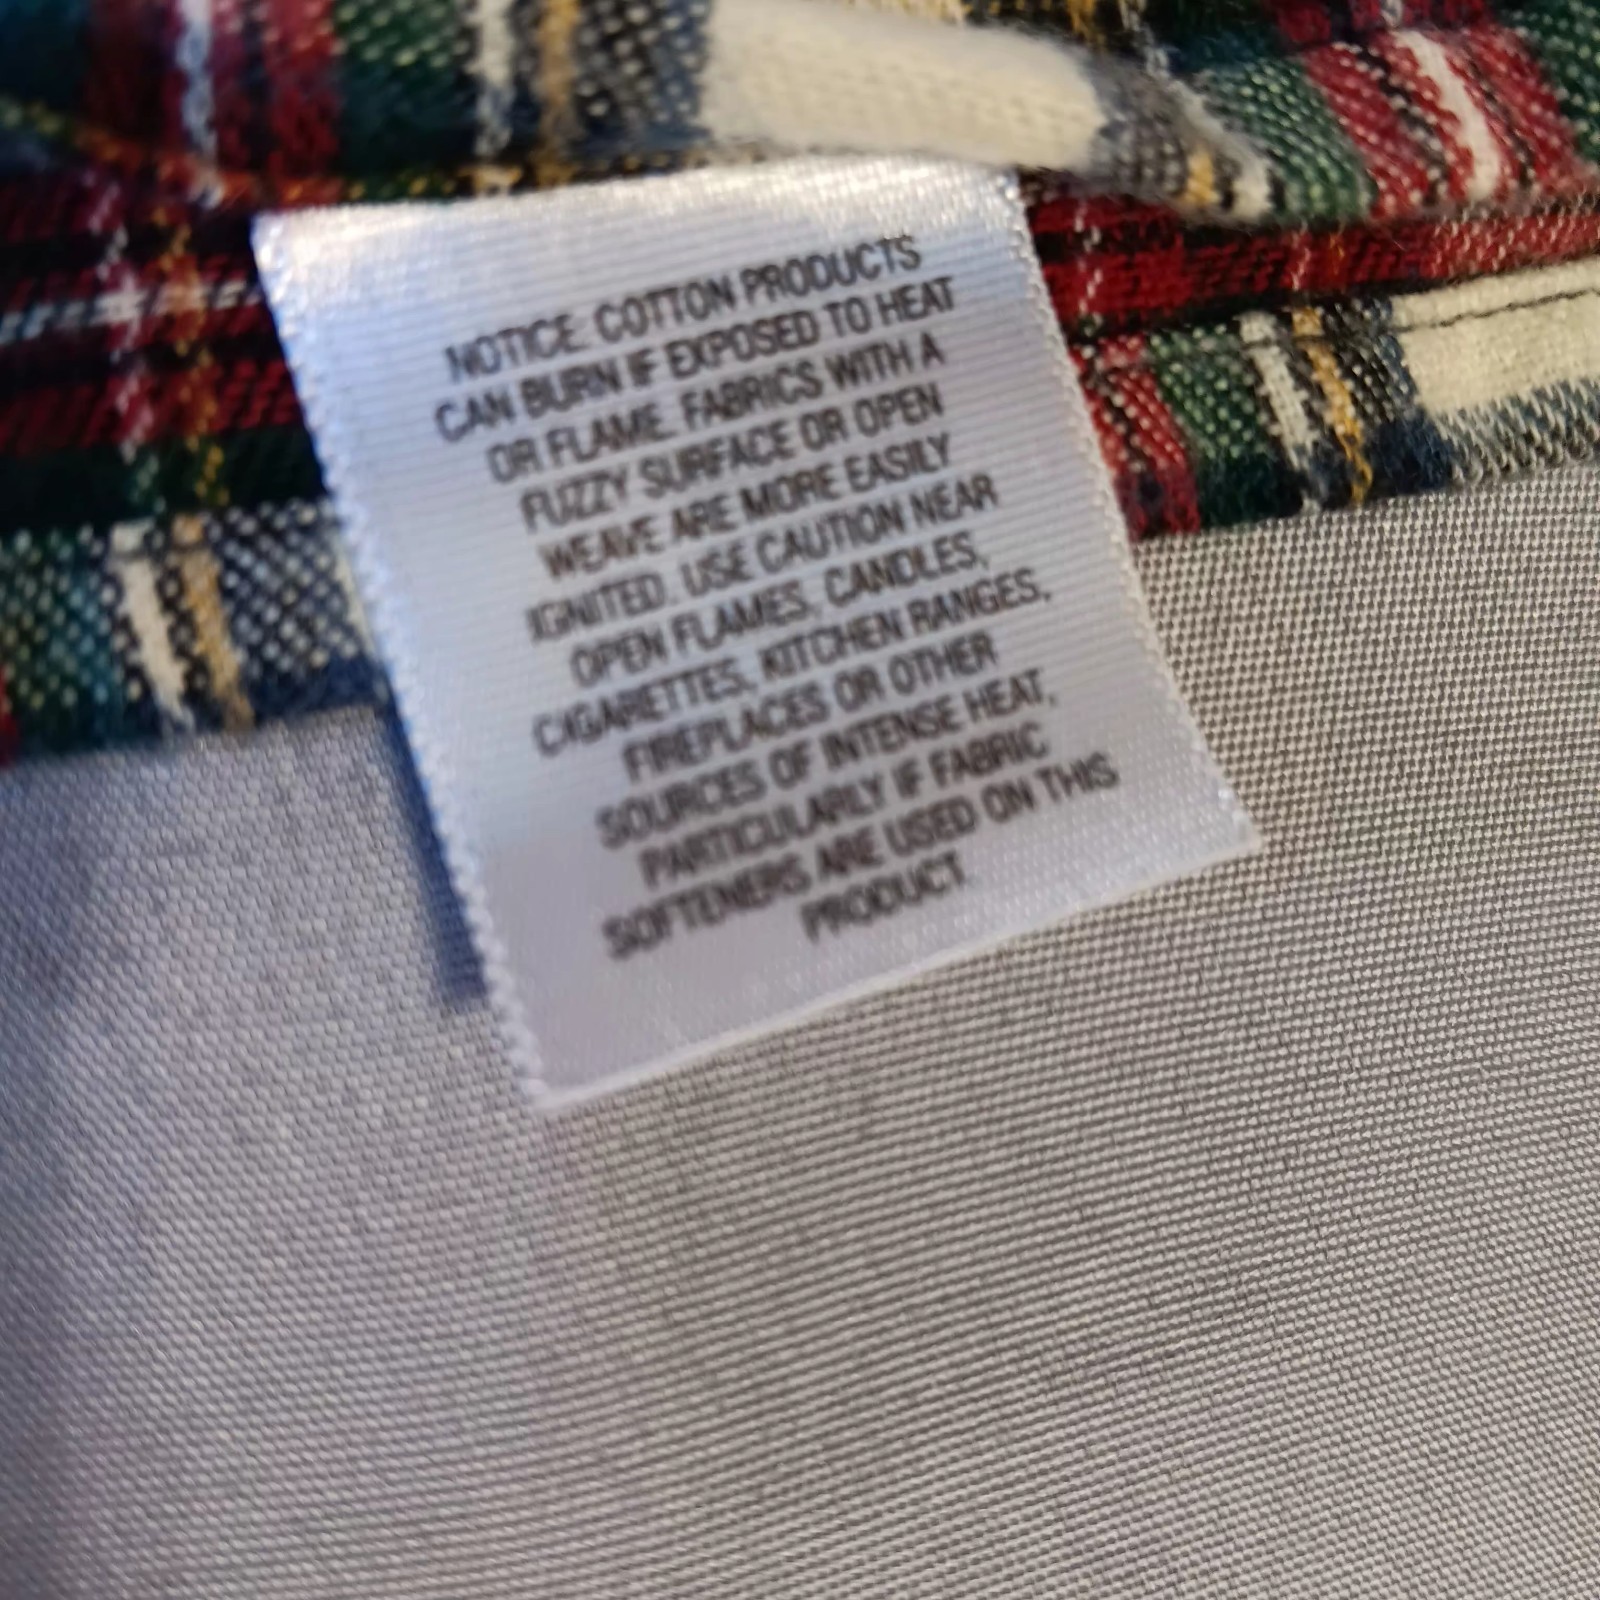 NOTICE: COTTON PRODUCTS
CAN BURN IF EXPOSED TO HEAT
OR FLAME. FABRICS WITH A
FUZZY SURFACE OR OPEN
WEAVE ARE MORE EASILY
IGNITED. USE CAUTION NEAR
OPEN FLAMES, CANDLES,
CIGARETTES, KITCHEN RANGES,
FIREPLACES OR OTHER
SOURCES OF INTENSE HEAT,
PARTICULARLY IF FABRIC
SOFTENERS ARE USED ON THIS
PRODUCT